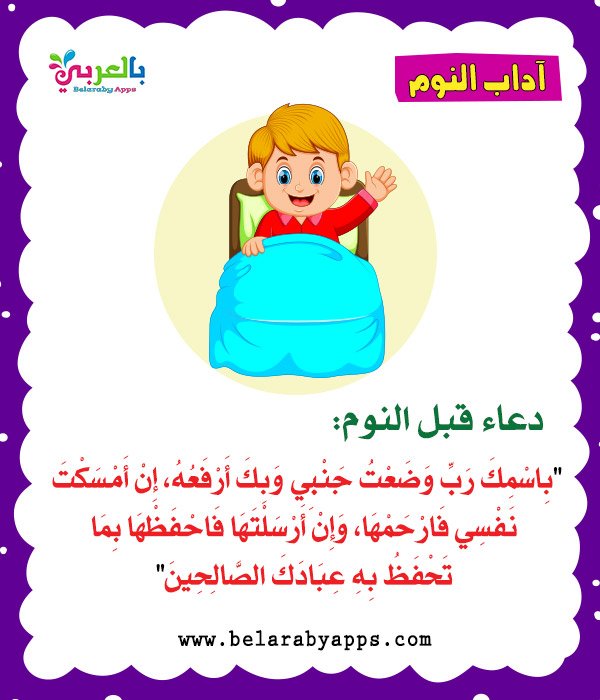 بالعربي
Belaraby Apps
آداب النوم
دعاء قبل النوم:
"بِاسْمِكَ رَبِّ وَضَعْتُ جَنْبِي وَبِكَ أَرْفَعُهُ، إِنْ أَمْسَكْتَ
نَفْسِي فَارْحَمْهَا، وَإِنْ أَرْسَلْتَهَا فَاحْفَظْهَا بِمَا
تَحْفَظُ بِهِ عِبَادَكَ الصَّالِحِينَ"
www.belarabyapps.com